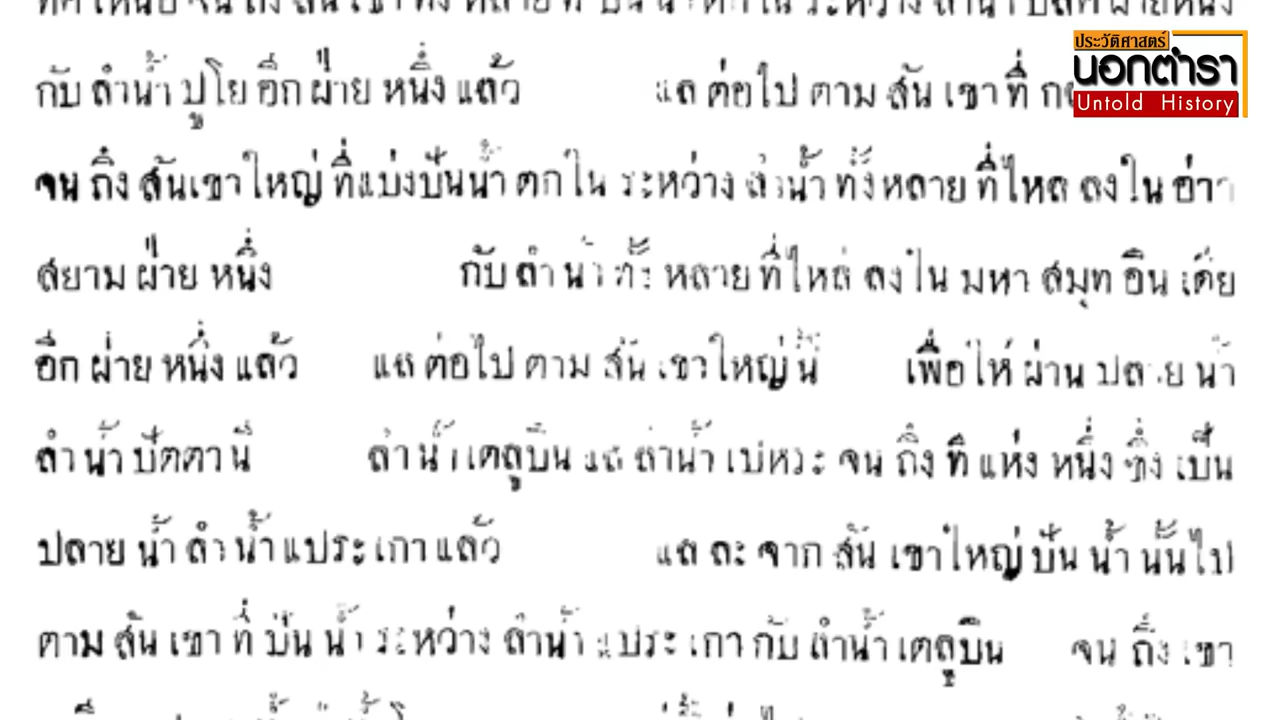 กับ ลำน้ำ ปูโย อีก ฝ่าย หนึ่ง แล้ว แล ต่อไป ตาม สัน เขา ที่
จน ถึง สันเขาใหญ่ ที่แบ่งปันน้ำ ตกใน ระหว่าง ลำน้ำ ทั้งหลาย ที่ไหล ลงใน อ่าว
สยาม ฝ่าย หนึ่ง กับ ลำ น้ำ ทั้ง หลาย ที่ไหล ลงใน มหา สมุท อินเดีย
อีก ฝ่าย หนึ่ง แล้ว แล ต่อไป ตาม สัน เขาใหญ่ นี้ เพื่อ ให้ ผ่าน ปลาย น้ำ
ลำ น้ำ ปัตตานี ลำ น้ำ เตลูบิน แล ลำน้ำ เปหระ จน ถึง ที่ แห่ง หนึ่ง ซึ่ง เป็น
ปลาย น้ำ ลำ น้ำ แประ เกา แล้ว แล ละ จาก สัน เขาใหญ่ ปัน น้ำ นั้นไป
ตาม สัน เขา ที่ ปัน น้ำ ระหว่าง ลำน้ำ แประ เกา กับ ลำน้ำ เตลูบิน จน ถึง เขา
ประวัติศาสตร์
นอกตำรา
Untold History